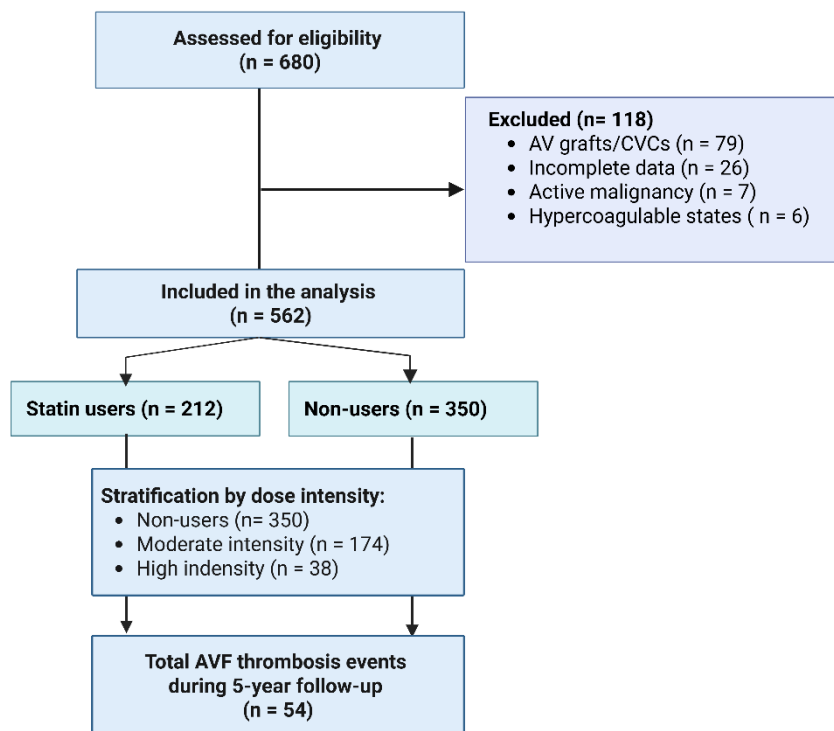 Assessed for eligibility
(n = 680)
Excluded (n= 118)
• AV grafts/CVCs (n = 79)
• Incomplete data (n = 26)
• Active malignancy (n = 7)
• Hypercoagulable states ( n = 6)
Included in the analysis
(n = 562)
Statin users (n = 212)
Non-users (n = 350)
Stratification by dose intensity:
• Non-users (n= 350)
• Moderate intensity (n = 174)
• High indensity (n = 38)
Total AVF thrombosis events
during 5-year follow-up
(n = 54)